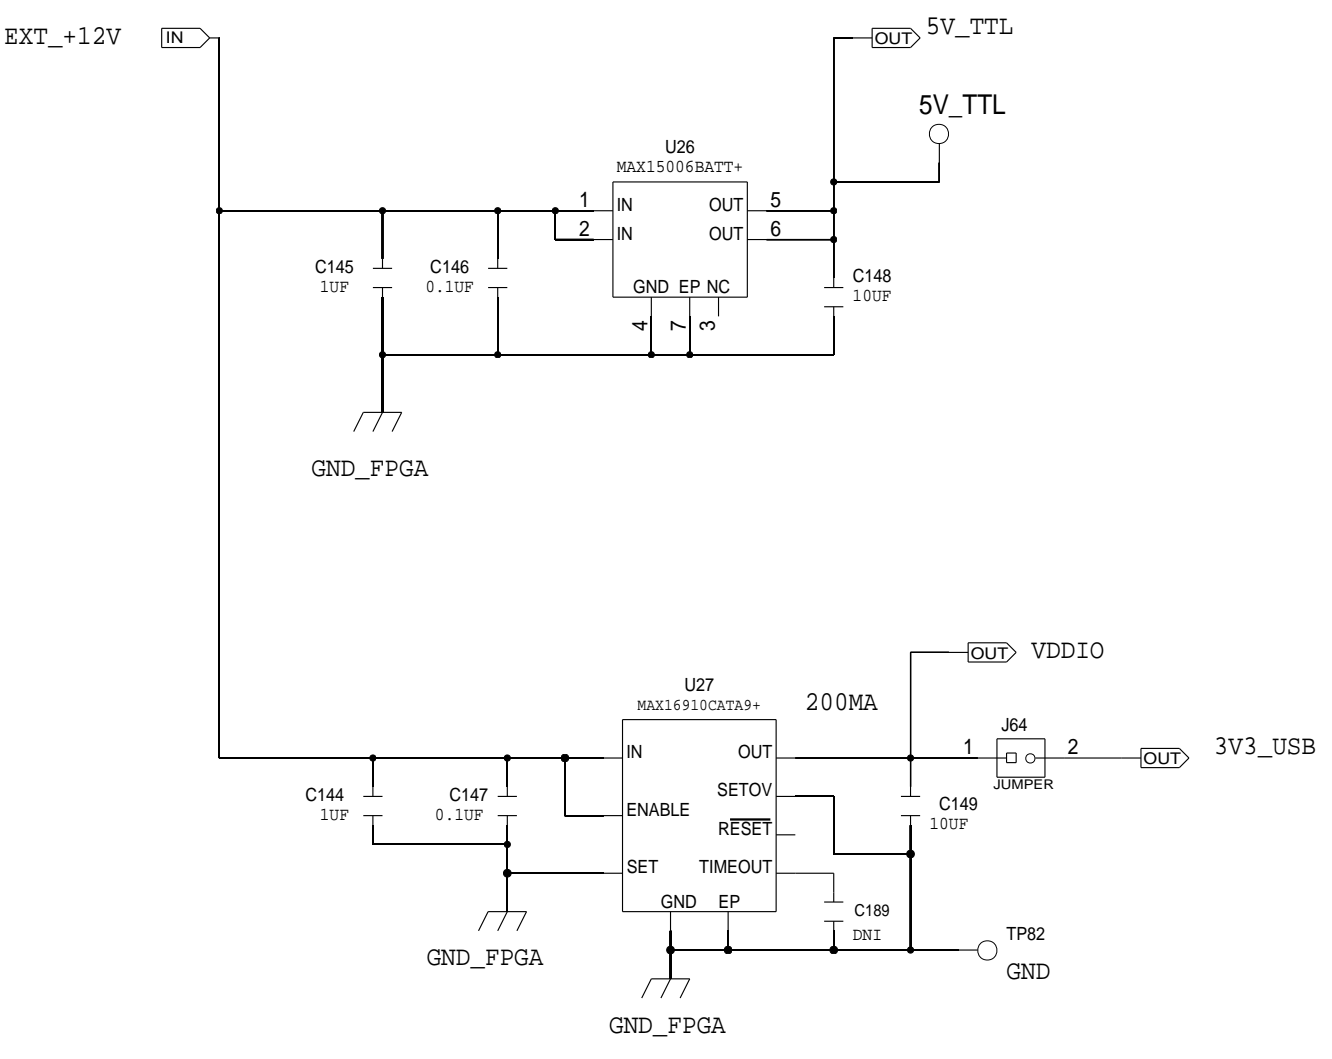 EXT_+12V
IN
OUT
5V_TTL
5V_TTL
U26
MAX15006BATT+
1
IN
OUT
5
2
IN
OUT
6
C145
1UF
C146
0.1UF
GND EP NC
4
7
3
C148
10UF
GND_FPGA
OUT
VDDIO
U27
MAX16910CATA9+
200MA
J64
1
2
JUMPER
OUT
3V3_USB
IN
OUT
SETOV
ENABLE
RESET
SET
TIMEOUT
GND EP
C144
1UF
C147
0.1UF
C149
10UF
C189
DNI
GND_FPGA
TP82
GND
GND_FPGA